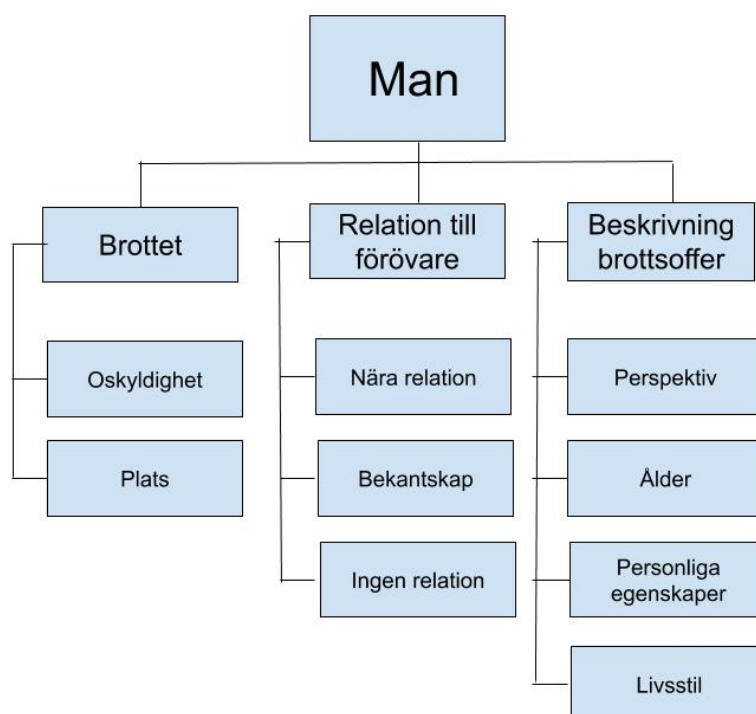 Man
Brottet
Oskyldighet
Plats
Relation till
förövare
Nära relation
Bekantskap
Ingen relation
Beskrivning
brottsoffer
Perspektiv
Ålder
Personliga
egenskaper
Livsstil